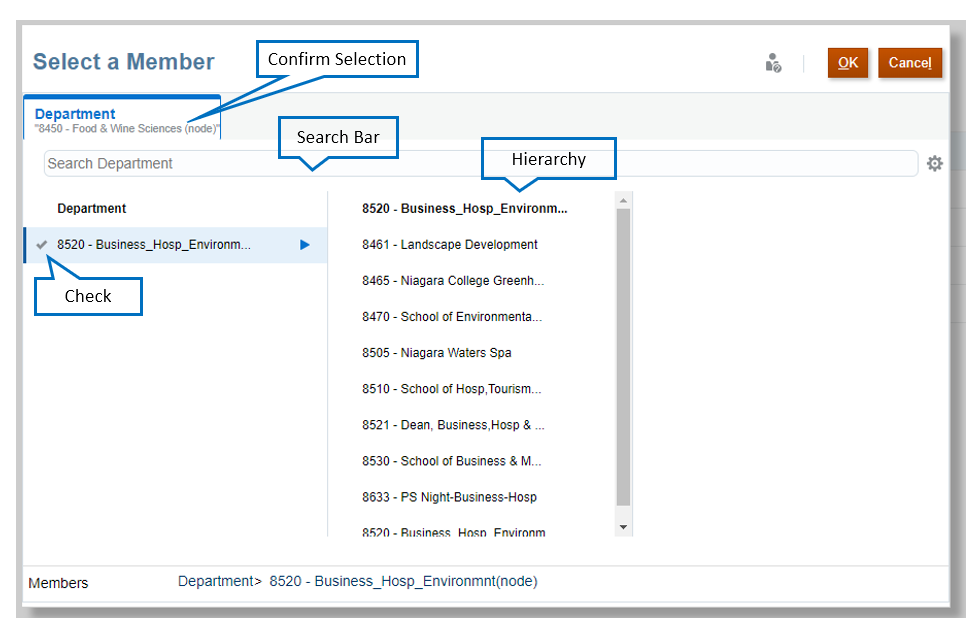 Select a Member
Confirm Selection
OK
Cancel
Department
"8450 - Food & Wine Sciences (node)"
Search Bar
Search Department
Hierarchy
Department
8520 - Business_Hosp_Environm...
Check
8520 - Business_Hosp_Environm...
8461 - Landscape Development
8465 - Niagara College Greenh...
8470 - School of Environmenta...
8505 - Niagara Waters Spa
8510 - School of Hosp,Tourism...
8521 - Dean, Business,Hosp & ...
8530 - School of Business & M...
8633 - PS Night-Business-Hosp
8520 - Business_Hosp_Environm
Members
Department> 8520 - Business_Hosp_Environmnt(node)